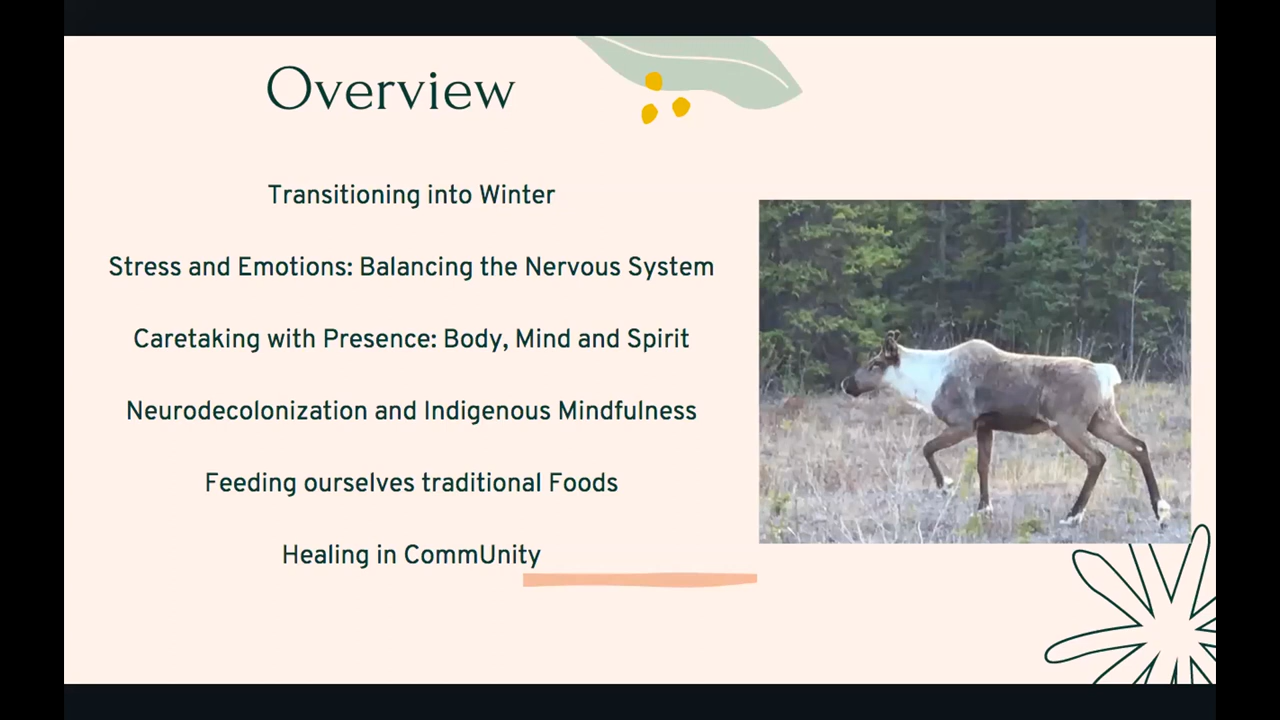 Overview
Transitioning into Winter
Stress and Emotions: Balancing the Nervous System
Caretaking with Presence: Body, Mind and Spirit
Neurodecolonization and Indigenous Mindfulness
Feeding ourselves traditional Foods
Healing in CommUnity